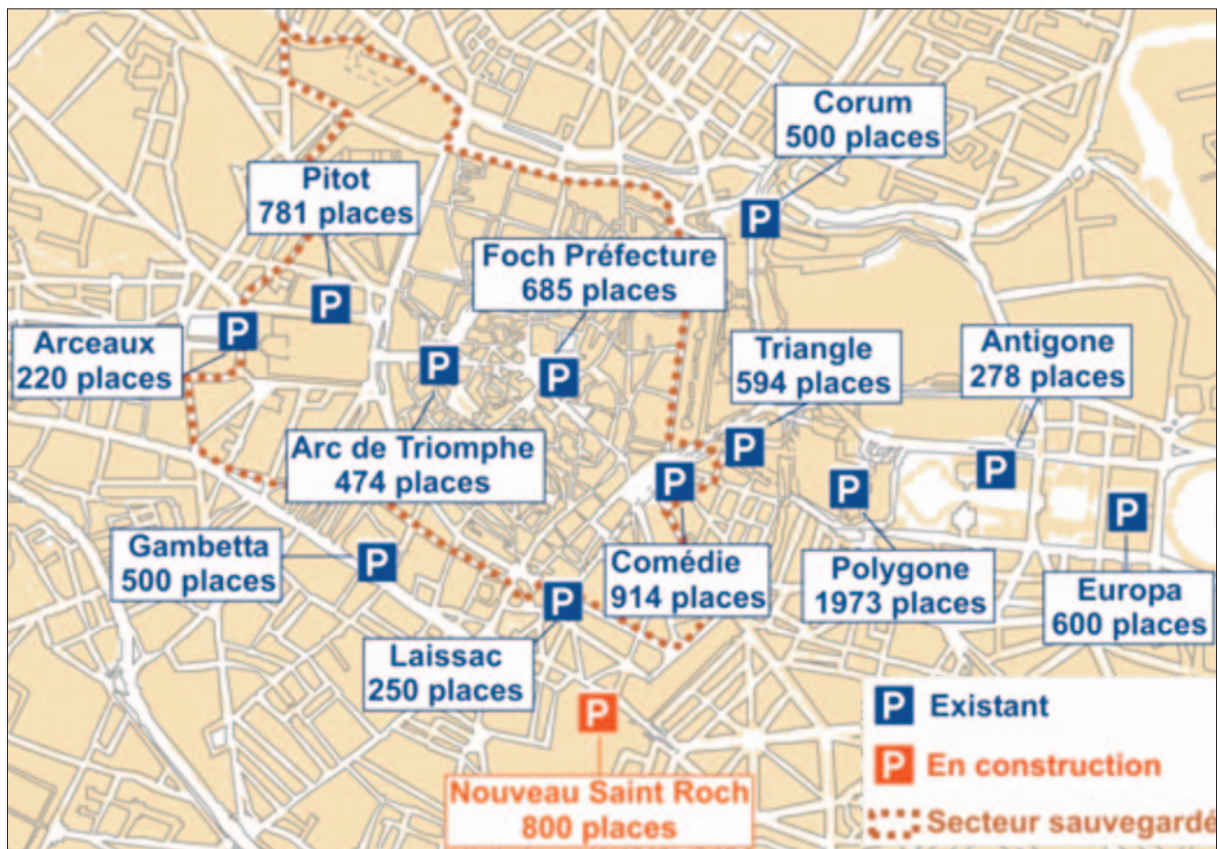 Corum
500 places
Pitot
781 places
Foch Préfecture
685 places
Arceaux
220 places
Triangle
594 places
Antigone
278 places
Arc de Triomphe
474 places
Gambetta
500 places
Comédie
914 places
Polygone
1973 places
Europa
600 places
Laissac
250 places
Nouveau Saint Roch
800 places
P
P
P
P
P
P
P
P
P
P
P
P
P
P Existant
P En construction
Secteur sauvegardé